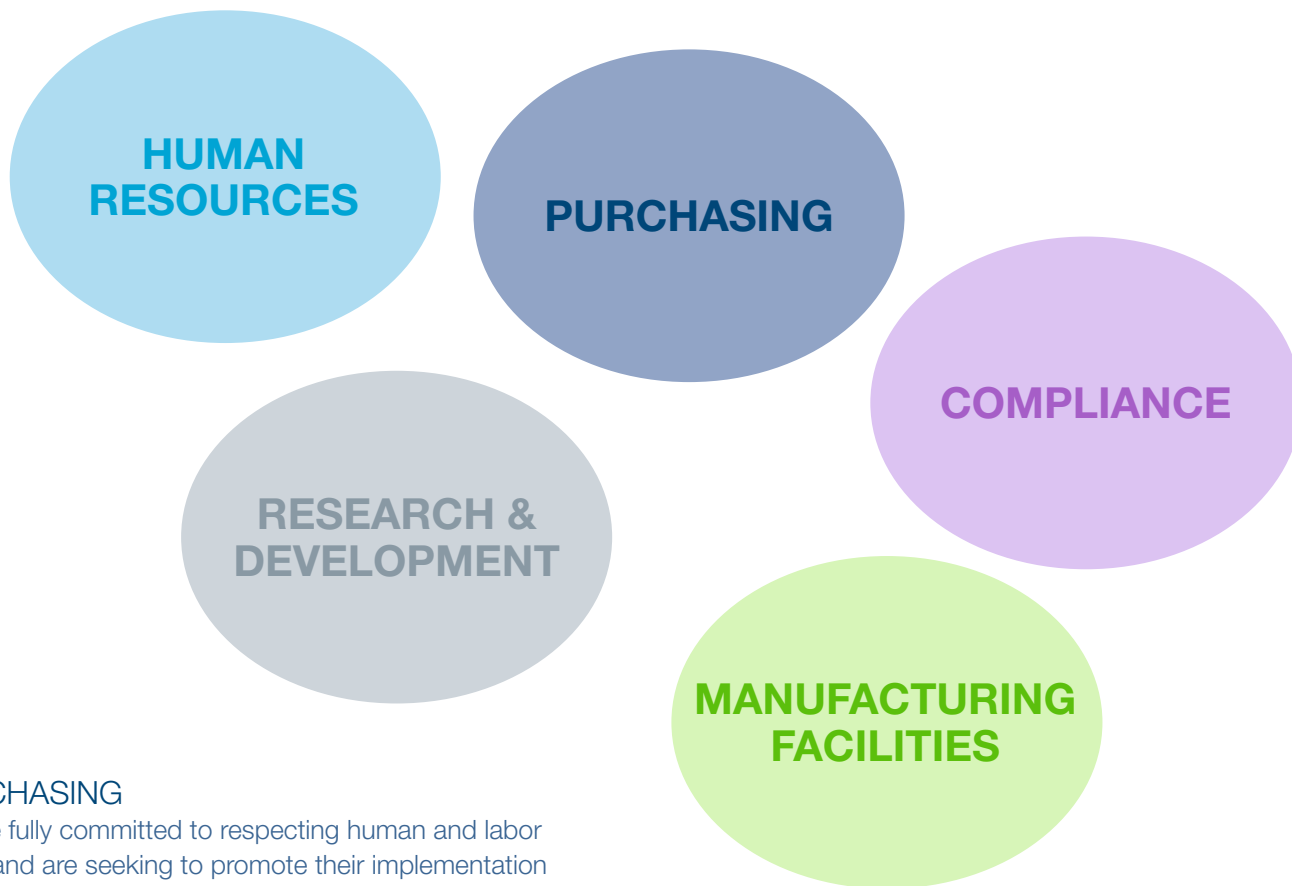 HUMAN
RESOURCES
PURCHASING
COMPLIANCE
RESEARCH &
DEVELOPMENT
MANUFACTURING
FACILITIES
CHASING
fully committed to respecting human and labor
and are seeking to promote their implementation